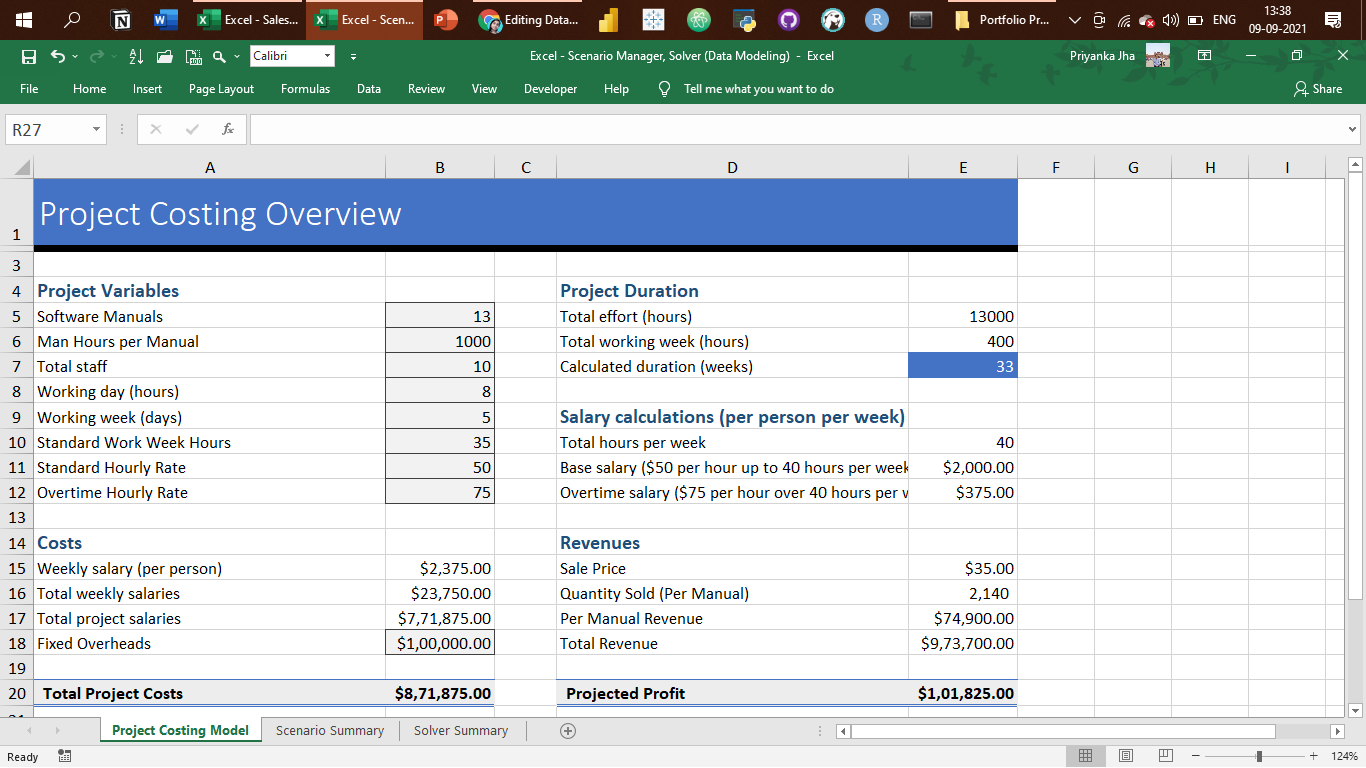 Excel - Sales...
Excel - Scen...
Editing Data...
Portfolio Pr...
ENG
13:38
09-09-2021
Calibri
Excel - Scenario Manager, Solver (Data Modeling) - Excel
Priyanka Jha
File Home Insert Page Layout Formulas Data Review View Developer Help Tell me what you want to do Share
R27 fx
A B C D E F G H I
1 Project Costing Overview
3
4 Project Variables Project Duration
5 Software Manuals 13 Total effort (hours) 13000
6 Man Hours per Manual 1000 Total working week (hours) 400
7 Total staff 10 Calculated duration (weeks) 33
8 Working day (hours) 8
9 Working week (days) 5 Salary calculations (per person per week)
10 Standard Work Week Hours 35 Total hours per week 40
11 Standard Hourly Rate 50 Base salary ($50 per hour up to 40 hours per week $2,000.00
12 Overtime Hourly Rate 75 Overtime salary ($75 per hour over 40 hours per $375.00
13
14 Costs Revenues
15 Weekly salary (per person) $2,375.00 Sale Price $35.00
16 Total weekly salaries $23,750.00 Quantity Sold (Per Manual) 2,140
17 Total project salaries $7,71,875.00 Per Manual Revenue $74,900.00
18 Fixed Overheads $1,00,000.00 Total Revenue $9,73,700.00
19
20 Total Project Costs $8,71,875.00 Projected Profit $1,01,825.00
Project Costing Model Scenario Summary Solver Summary
Ready 124%